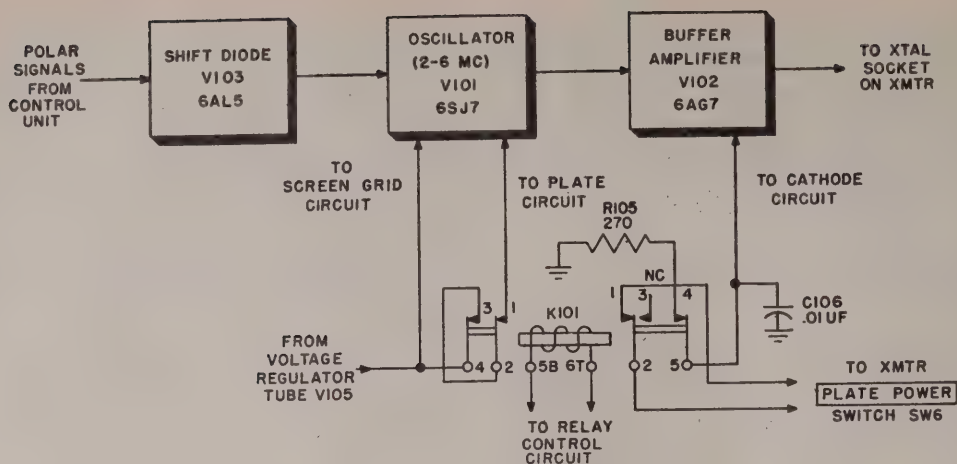 POLAR
SIGNALS
FROM
CONTROL
UNIT
SHIFT DIODE
V103
6AL5
OSCILLATOR
(2-6 MC)
V101
6SJ7
BUFFER
AMPLIFIER
V102
6AG7
TO XTAL
SOCKET
ON XMTR
TO
SCREEN GRID
CIRCUIT
TO PLATE
CIRCUIT
TO CATHODE
CIRCUIT
R105
270
NC
3 1
K101
1 3 4
C106
.01UF
FROM
VOLTAGE
REGULATOR
TUBE V105
4 2 5B 6T 2 5
TO RELAY
CONTROL
CIRCUIT
TO XMTR
PLATE POWER
SWITCH SW6